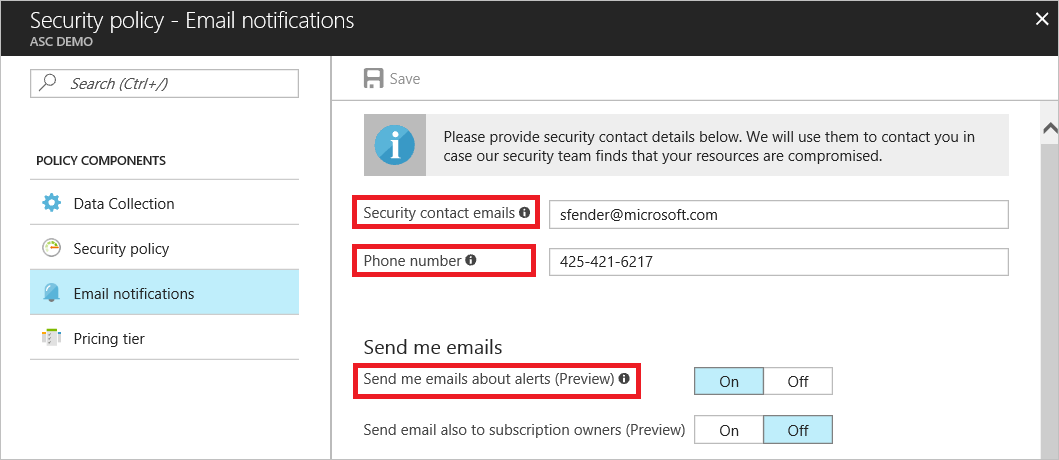 Security policy - Email notifications
ASC DEMO
Search (Ctrl+/)
POLICY COMPONENTS
Data Collection
Security policy
Email notifications
Pricing tier
Save
Please provide security contact details below. We will use them to contact you in
case our security team finds that your resources are compromised.
Security contact emails
sfender@microsoft.com
Phone number
425-421-6217
Send me emails
Send me emails about alerts (Preview)
On Off
Send email also to subscription owners (Preview)
On Off